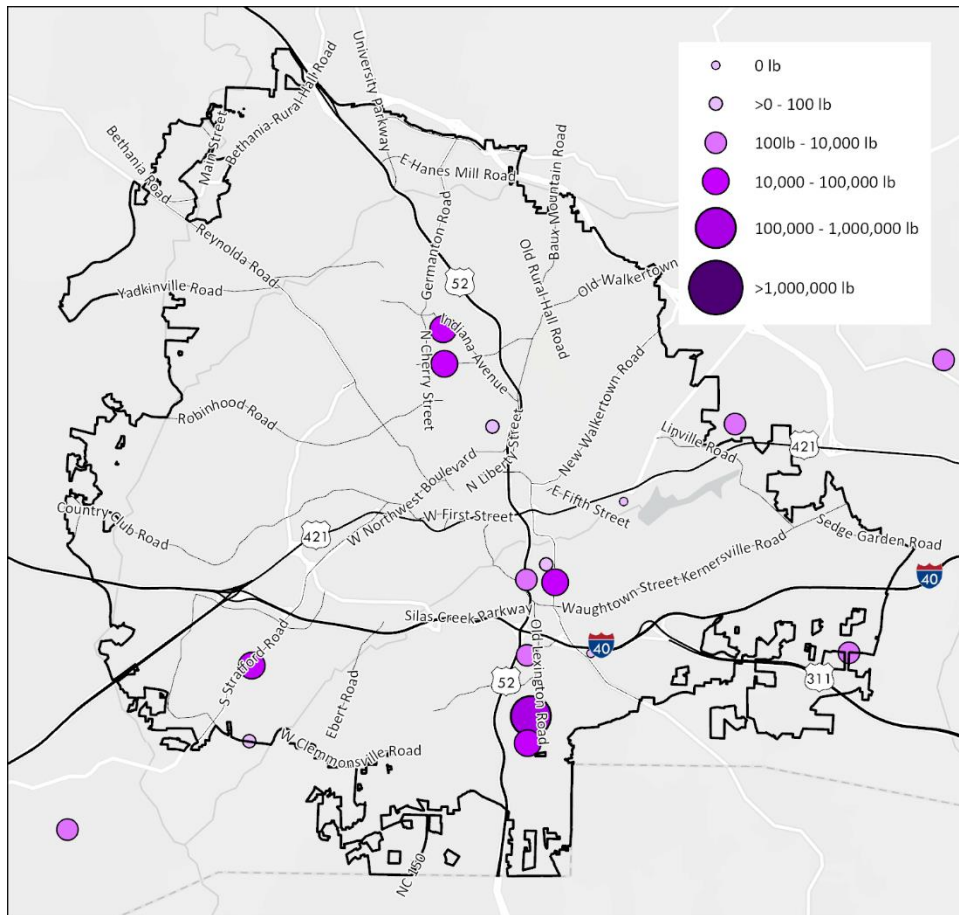 0 lb
>0 - 100 lb
100lb - 10,000 lb
10,000 - 100,000 lb
100,000 - 1,000,000 lb
>1,000,000 lb
University Parkway
Bethania-Rural-Hall Road
Main Street
Bethania Road
E Hanes Mill Road
Baux-Mountain Road
Germanton-Road
Reynolda Road
Old Rural-Hall Road
Old Walkertown
52
Yadkinville Road
Indiana Avenue
N-Cherry Street
New Walkertown Road
Robinhood Road
N Liberty Street
Linville Road
421
W Northwest Boulevard
E Fifth Street
W First Street
Country Club Road
421
Sedge Garden Road
Waughtown Street-Kernersville-Road
40
Silas Creek Parkway
Old-Lexington Road
40
S-Stratford-Road
Ebert-Road
52
311
W Clemmonsville Road
NC 150